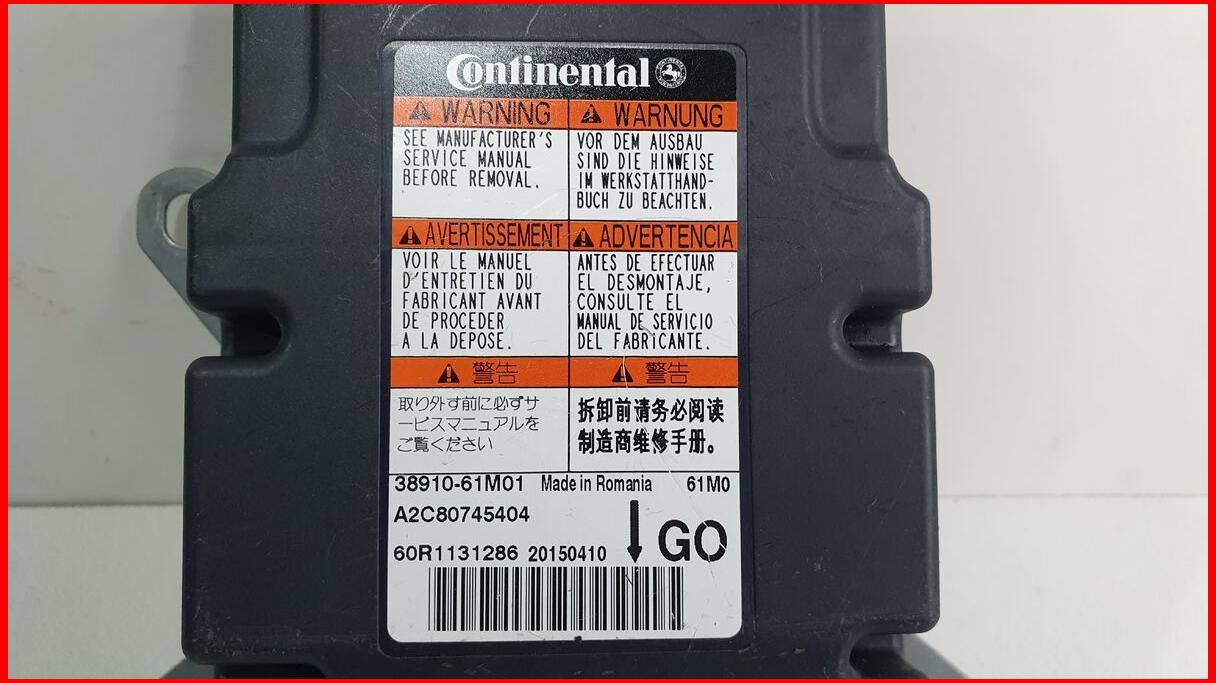 Continental
WARNING
SEE MANUFACTURER'S
SERVICE MANUAL
BEFORE REMOVAL.
WARNUNG
VOR DEM AUSBAU
SIND DIE HINWEISE
IM WERKSTATTHAND-
BUCH ZU BEACHTEN.
AVERTISSEMENT
VOIR LE MANUEL
D'ENTRETIEN DU
FABRICANT AVANT
DE PROCEDER
A LA DEPOSE.
ADVERTENCIA
ANTES DE EFECTUAR
EL DESMONTAJE,
CONSULTE EL
MANUAL DE SERVICIO
DEL FABRICANTE.
警告
取り外す前に必ずサ
ービスマニュアルを
ご覧ください
警告
拆卸前请务必阅读
制造商维修手册。
38910-61M01 Made in Romania 61M0
A2C80745404
60R1131286 20150410
GO